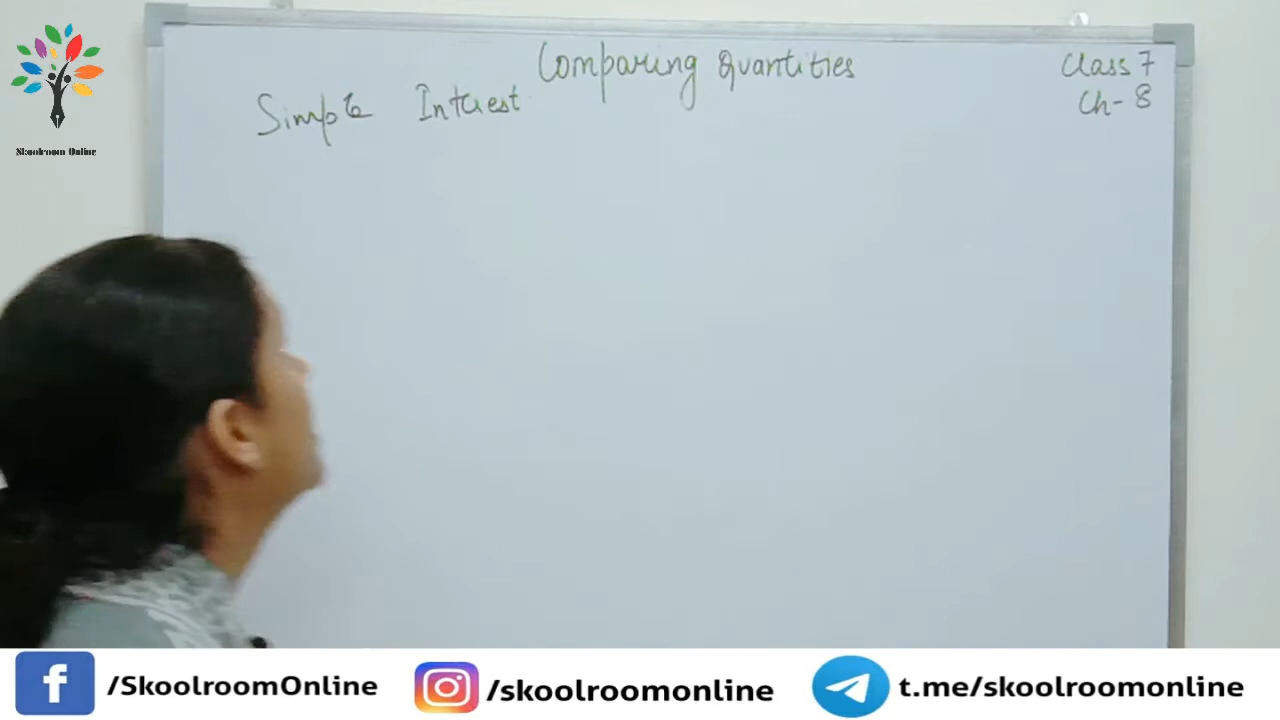 Comparing Quantities
Class 7
Simple Interest
Ch- 8
Skoolroom Online
/SkoolroomOnline
/skoolroomonline
t.me/skoolroomonline